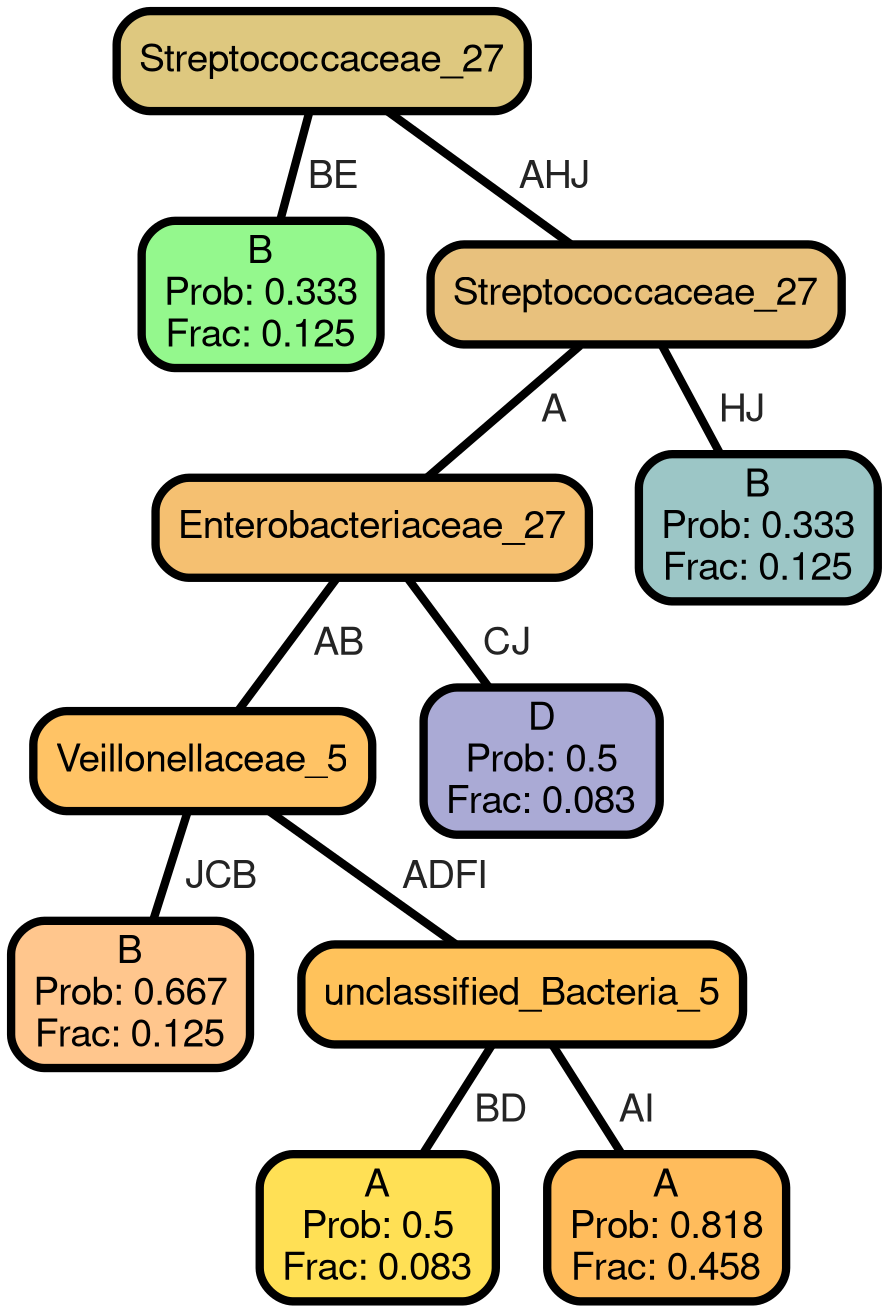 Streptococcaceae_27
BE
AHJ
B
Prob: 0.333
Frac: 0.125
Streptococcaceae_27
A
HJ
Enterobacteriaceae_27
B
Prob: 0.333
Frac: 0.125
AB
CJ
Veillonellaceae_5
D
Prob: 0.5
Frac: 0.083
JCB
ADFI
B
Prob: 0.667
Frac: 0.125
unclassified_Bacteria_5
BD
AI
A
Prob: 0.5
Frac: 0.083
A
Prob: 0.818
Frac: 0.458